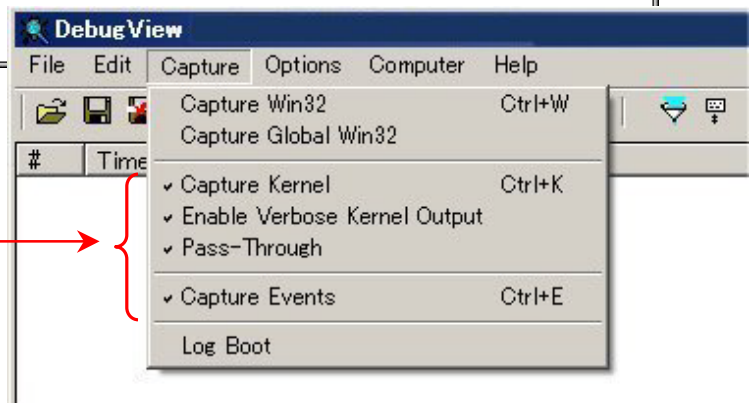 DebugView
File Edit Capture Options Computer Help
Capture Win32 Ctrl+W
Capture Global Win32
# Time
Capture Kernel Ctrl+K
Enable Verbose Kernel Output
Pass-Through
Capture Events Ctrl+E
Log Boot